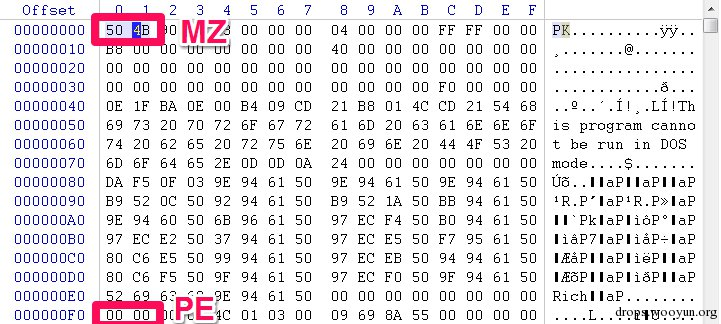 Offset 0 1 2 3 4 5 6 7 8 9 A B C D E F
00000000 50 4B 90 MZ 00 00 00 04 00 00 00 FF FF 00 00 PK..........ÿÿ..
00000010 B8 00 00 00 00 00 00 00 40 00 00 00 00 00 00 00 ¸.......@.......
00000020 00 00 00 00 00 00 00 00 00 00 00 00 00 00 00 00 ................
00000030 00 00 00 00 00 00 00 00 00 00 00 00 F0 00 00 00 ............ð...
00000040 0E 1F BA 0E 00 B4 09 CD 21 B8 01 4C CD 21 54 68 ..º..´.Í!¸.LÍ!Th
00000050 69 73 20 70 72 6F 67 72 61 6D 20 63 61 6E 6E 6F is program canno
00000060 74 20 62 65 20 72 75 6E 20 69 6E 20 44 4F 53 20 t be run in DOS
00000070 6D 6F 64 65 2E 0D 0D 0A 24 00 00 00 00 00 00 00 mode....$.......
00000080 DA F5 0F 03 9E 94 61 50 9E 94 61 50 9E 94 61 50 Úõ..▌▌aP▌▌aP▌▌aP
00000090 B9 52 0C 50 92 94 61 50 B9 52 1A 50 BB 94 61 50 ¹R.P´▌aP¹R.P»▌aP
000000A0 9E 94 60 50 6B 96 61 50 97 EC F4 50 B0 94 61 50 ▌▌`Pk▌aP▌ìôP°▌aP
000000B0 97 EC E2 50 37 94 61 50 97 EC E5 50 F7 95 61 50 ▌ìâP7▌aP▌ìåP÷▌aP
000000C0 80 C6 E5 50 99 94 61 50 97 EC EB 50 94 94 61 50 ▌ÆåP▌▌aP▌ìëP▌▌aP
000000D0 80 C6 F5 50 9F 94 61 50 97 EC F0 50 9F 94 61 50 ▌ÆõP▌▌aP▌ìðP▌▌aP
000000E0 52 69 63 9E 94 61 50 00 00 00 00 00 00 00 00 Rich▌▌aP........
000000F0 00 00 00 PE 4C 01 03 00 09 69 8A 55 00 00 00 00
drops.wooyun.org